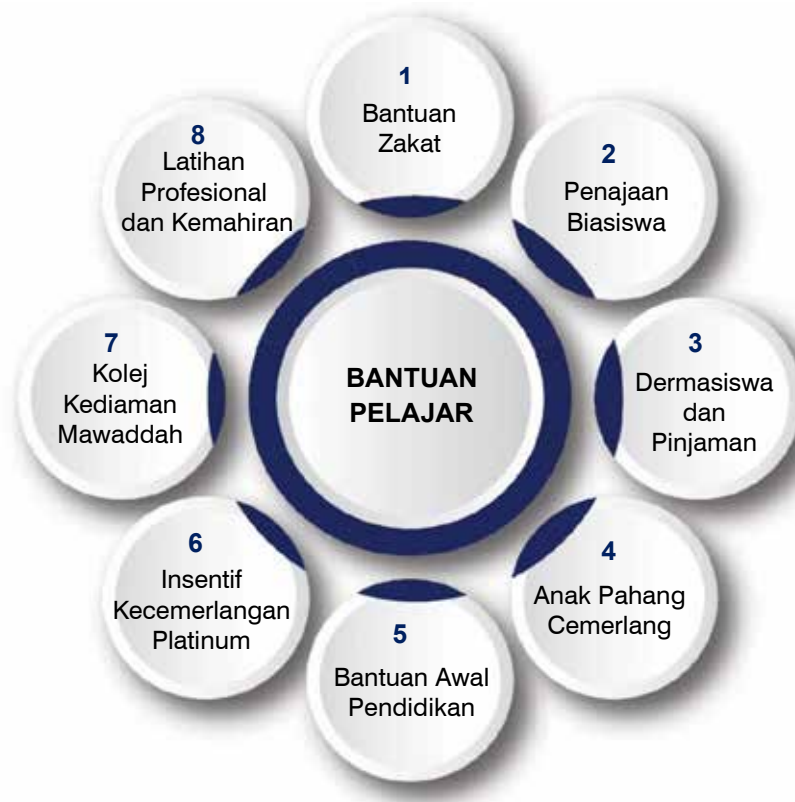 BANTUAN
PELAJAR
1
Bantuan
Zakat
2
Penajaan
Biasiswa
3
Dermasiswa
dan
Pinjaman
4
Anak Pahang
Cemerlang
5
Bantuan Awal
Pendidikan
6
Insentif
Kecemerlangan
Platinum
7
Kolej
Kediaman
Mawaddah
8
Latihan
Profesional
dan Kemahiran